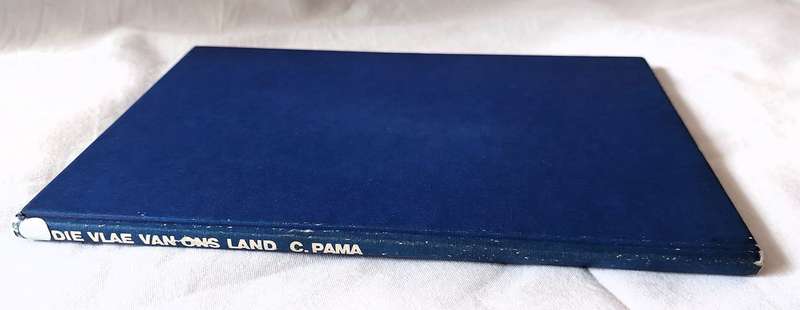 DIE VLAE VAN ONS LAND C. PAMA